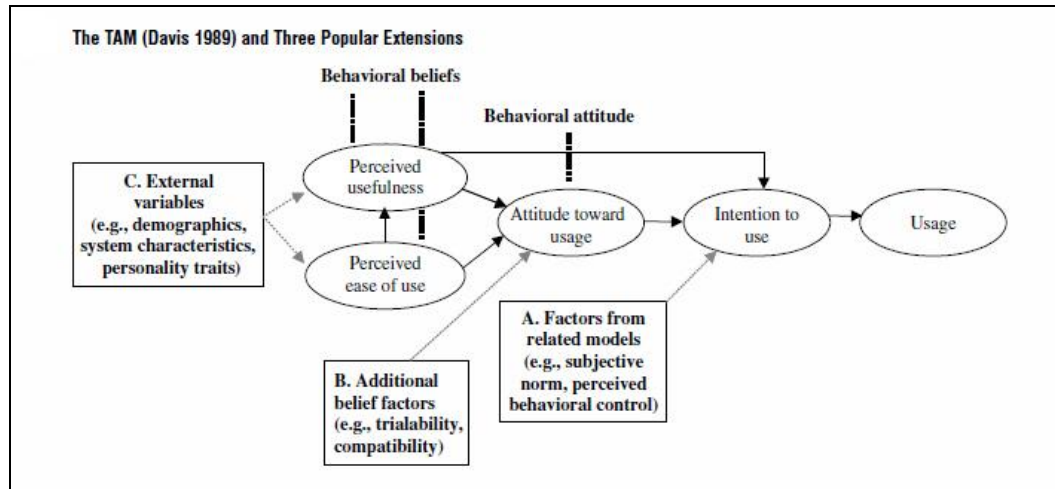 The TAM (Davis 1989) and Three Popular Extensions
Behavioral beliefs
Behavioral attitude
Perceived
usefulness
C. External
variables
(e.g., demographics,
system characteristics,
personality traits)
Attitude toward
usage
Intention to
use
Usage
Perceived
ease of use
A. Factors from
related models
(e.g., subjective
norm, perceived
behavioral control)
B. Additional
belief factors
(e.g., trialability,
compatibility)